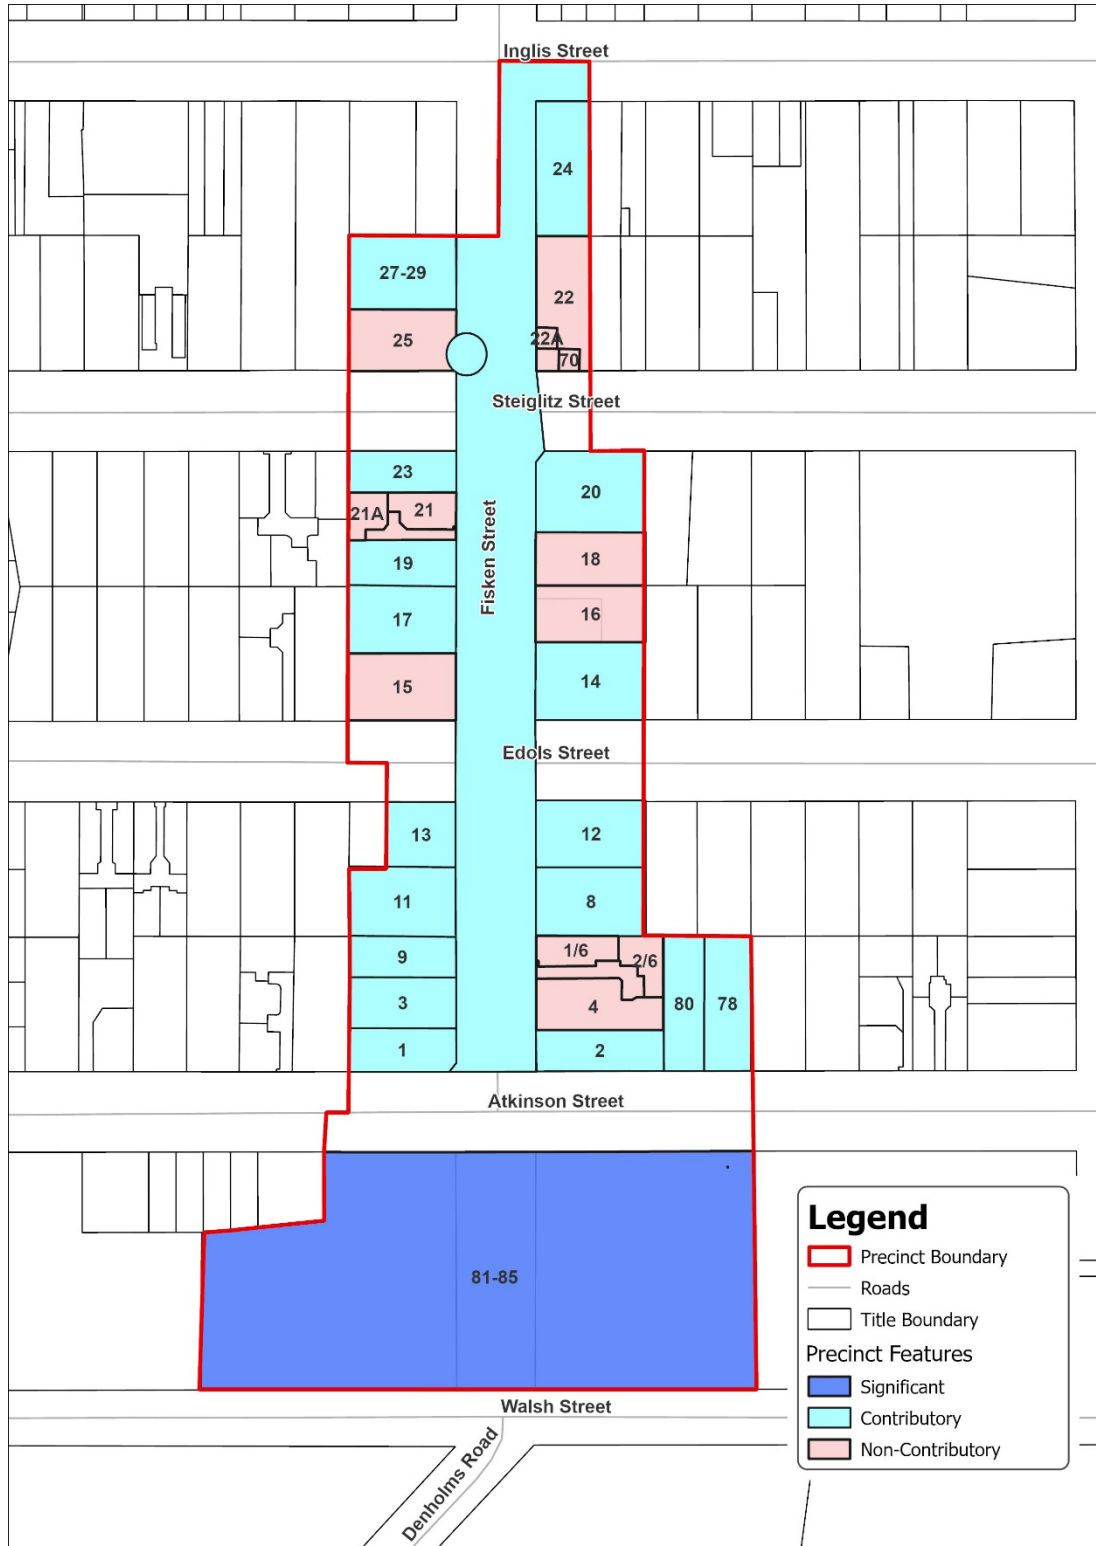 Inglis Street
24
27-29
22
25
22A
70
Steiglitz Street
23
20
21A
21
Fisken Street
18
19
16
17
14
15
Edols Street
13
12
11
8
1/6
9
2/6
3
4
80
78
1
2
Atkinson Street
81-85
Walsh Street
Denholms Road
Legend
Precinct Boundary
Roads
Title Boundary
Precinct Features
Significant
Contributory
Non-Contributory